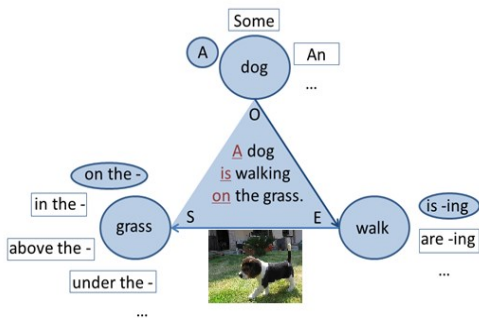 Some
A
dog
An
...
O
A dog
is walking
on the grass.
on the -
in the -
above the -
under the -
...
grass
S
E
walk
is -ing
are -ing
...